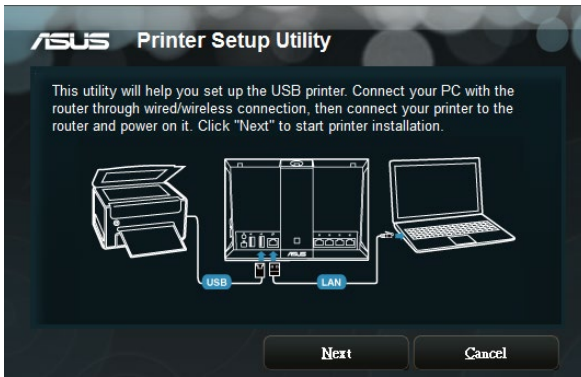 ASUS Printer Setup Utility
This utility will help you set up the USB printer. Connect your PC with the
router through wired/wireless connection, then connect your printer to the
router and power on it. Click "Next" to start printer installation.
ASUS
USB
LAN
Next
Cancel